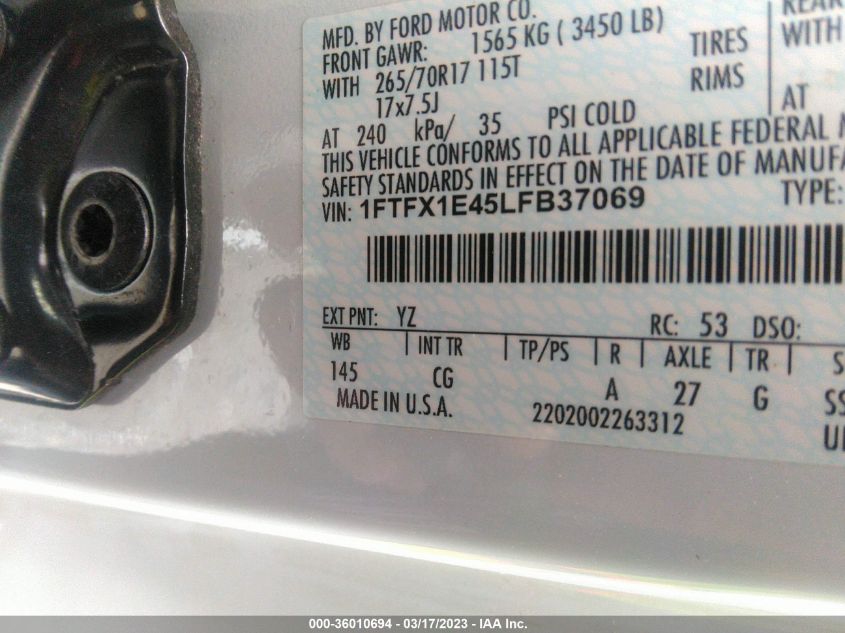 MFD. BY FORD MOTOR CO.
FRONT GAWR: 1565 KG ( 3450 LB)
WITH 265/70R17 115T TIRES
17x7.5J RIMS
AT 240 kPa/ 35 PSI COLD
WITH
AT
THIS VEHICLE CONFORMS TO ALL APPLICABLE FEDERAL
SAFETY STANDARDS IN EFFECT ON THE DATE OF
VIN: 1FTFX1E45LFB37069 TYPE:
EXT PNT: YZ RC: 53 DSO:
WB INT TR TP/PS R AXLE TR
145 CG A 27 G
MADE IN U.S.A. 2202002263312
000-36010694 - 03/17/2023 - IAA Inc.